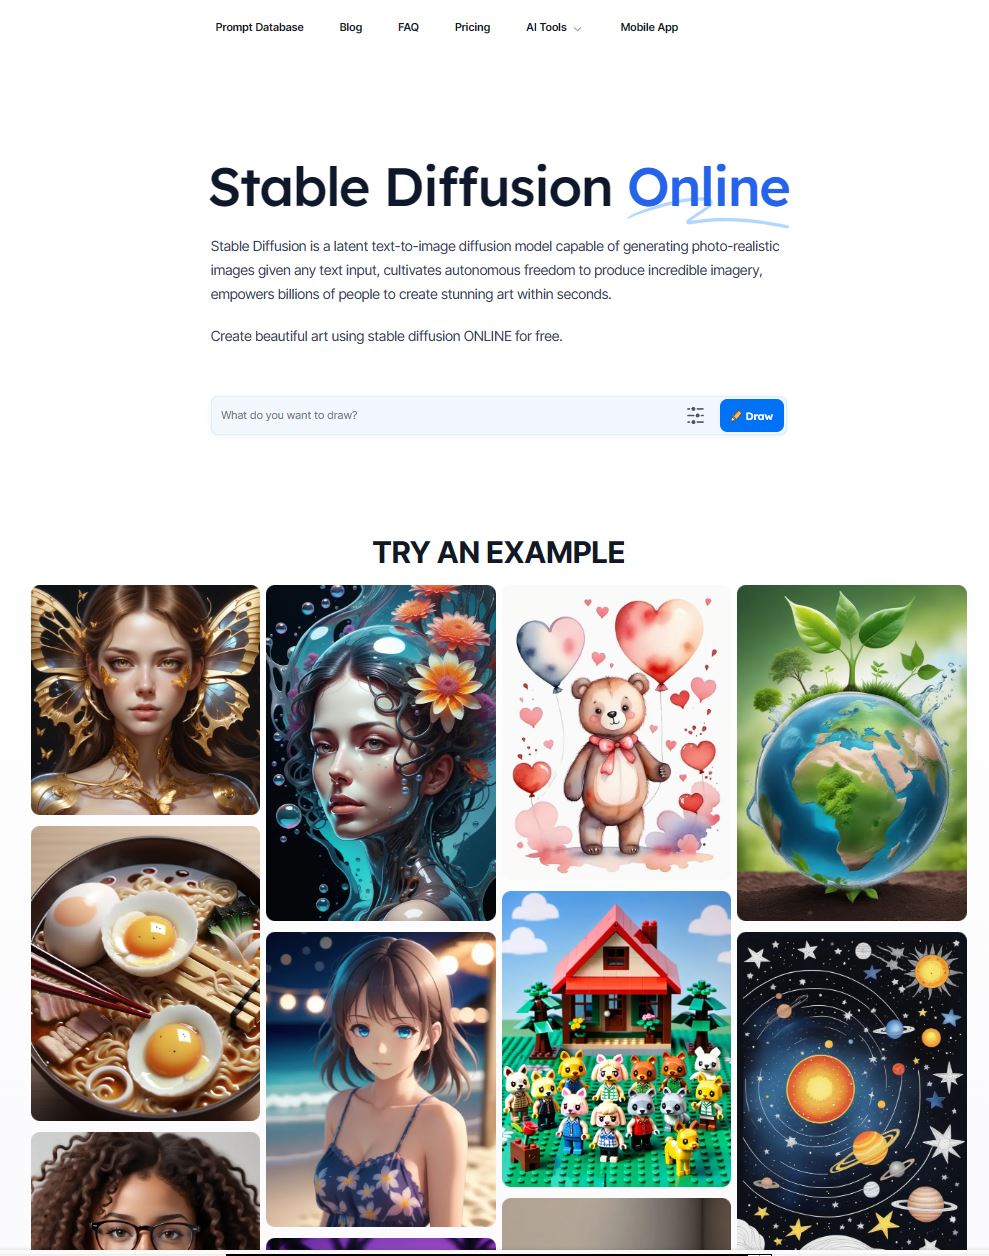 Prompt Database Blog FAQ Pricing AI Tools Mobile App
Stable Diffusion Online
Stable Diffusion is a latent text-to-image diffusion model capable of generating photo-realistic
images given any text input, cultivates autonomous freedom to produce incredible imagery,
empowers billions of people to create stunning art within seconds.
Create beautiful art using stable diffusion ONLINE for free.
What do you want to draw? Draw
TRY AN EXAMPLE